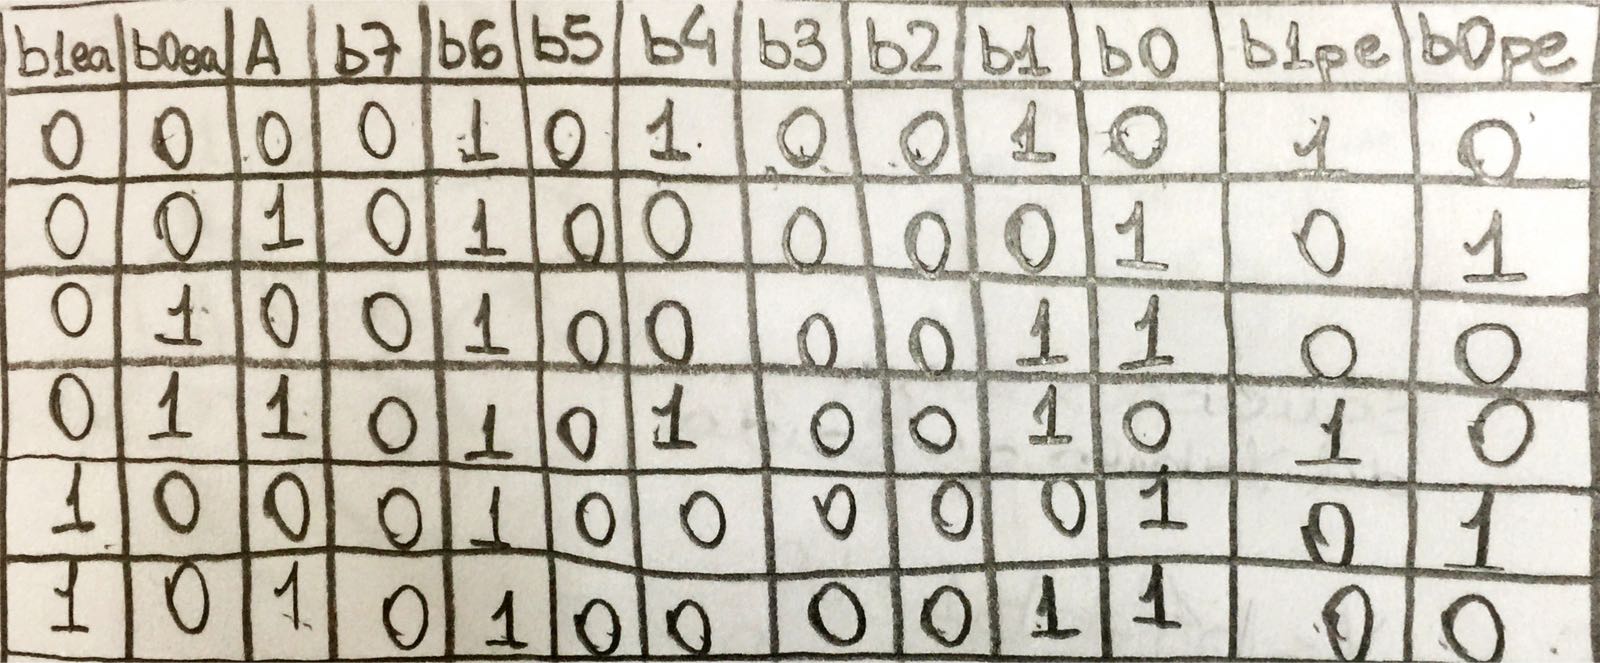 b1ea b0ea A b7 b6 b5 b4 b3 b2 b1 b0 b1pe b0pe
0 0 0 0 1 0 1 0 0 1 0 1 0
0 0 1 0 1 0 0 0 0 0 1 0 1
0 1 0 0 1 0 0 0 0 1 1 0 0
0 1 1 0 1 0 1 0 0 1 0 1 0
1 0 0 0 1 0 0 0 0 0 1 0 1
1 0 1 0 1 0 0 0 0 1 1 0 0